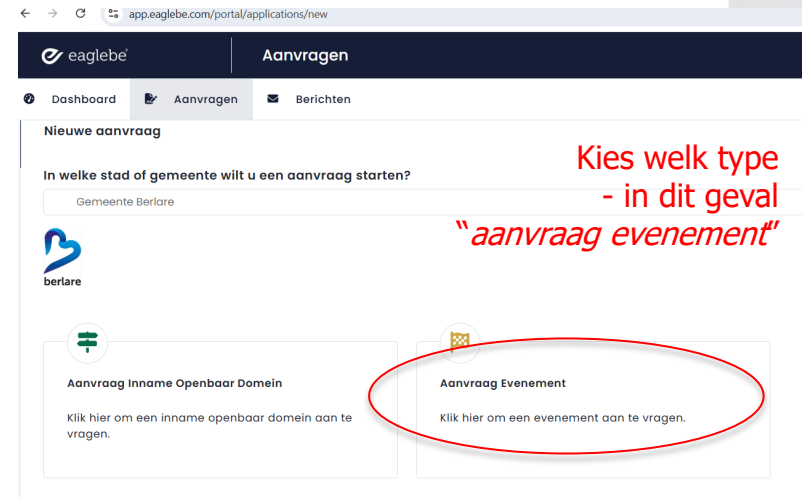 app.eaglebe.com/portal/applications/new
eaglebe
Aanvragen
Dashboard Aanvragen Berichten
Nieuwe aanvraag
In welke stad of gemeente wilt u een aanvraag starten?
Gemeente Berlare
berlare
Kies welk type
- in dit geval
“aanvraag evenement”
Aanvraag Inname Openbaar Domein
Klik hier om een inname openbaar domein aan te
vragen.
Aanvraag Evenement
Klik hier om een evenement aan te vragen.